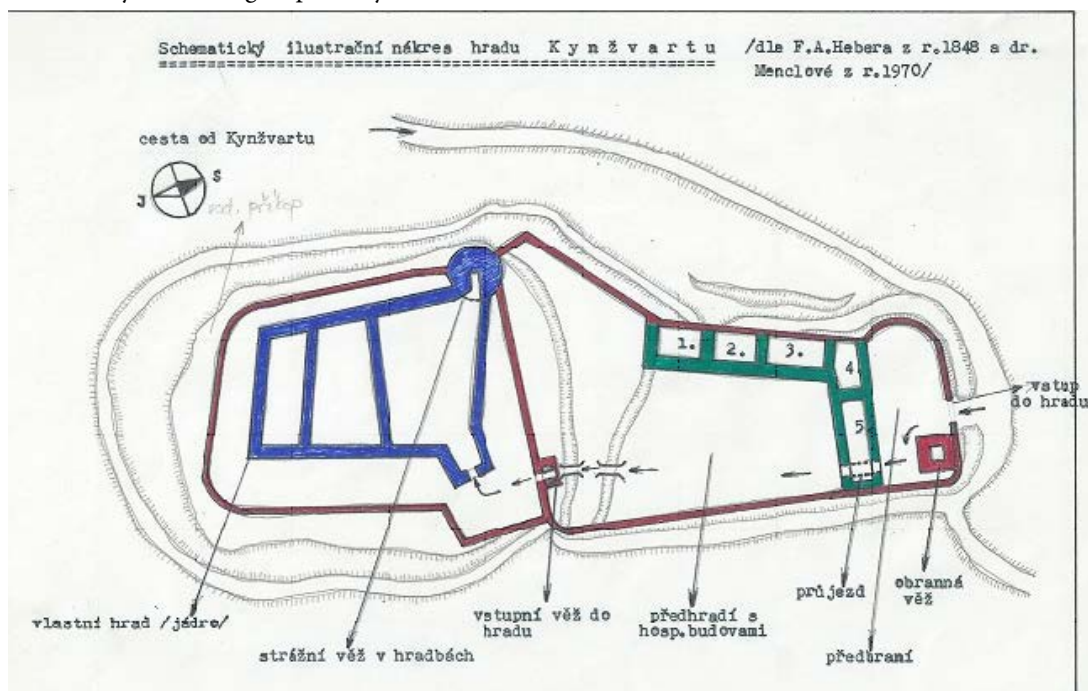 Schematický ilustrační nákres hradu Kynžvartu /dle F.A.Hebera z r.1848 a dr.
Menclové z r.1970/
cesta od Kynžvartu
S
J
vod. příkop
1.
2.
3.
4.
5.
vstup
do hradu
vlastní hrad /jádro/
strážní věž v hradbách
vstupní věž do
hradu
předhradí s
hosp.budovami
průjezd
předbraní
obranná
věž